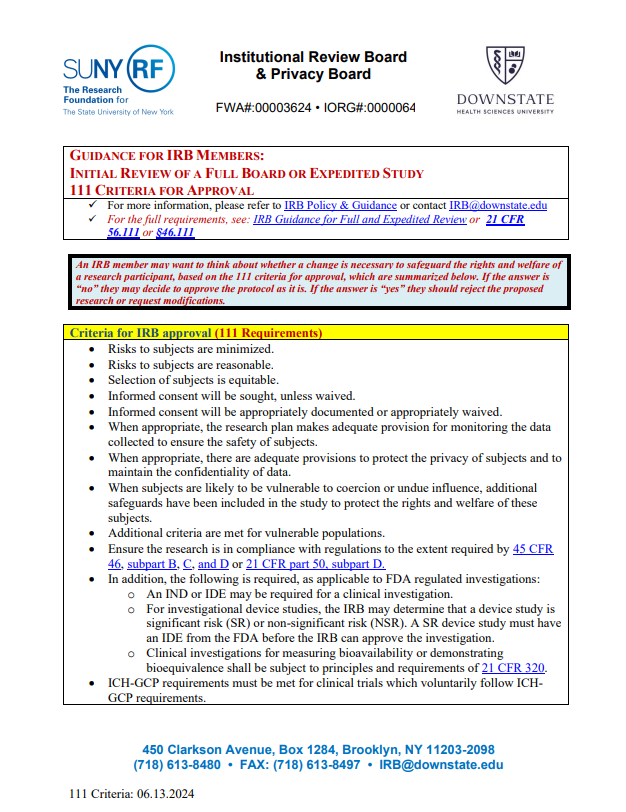 SUNY RF
The Research
Foundation for
The State University of New York
Institutional Review Board
& Privacy Board
FWA#:00003624 • IORG#:0000064
DOWNSTATE
HEALTH SCIENCES UNIVERSITY
GUIDANCE FOR IRB MEMBERS:
INITIAL REVIEW OF A FULL BOARD OR EXPEDITED STUDY
111 CRITERIA FOR APPROVAL
✓ For more information, please refer to IRB Policy & Guidance or contact IRB@downstate.edu
✓ For the full requirements, see: IRB Guidance for Full and Expedited Review or 21 CFR
56.111 or §46.111
An IRB member may want to think about whether a change is necessary to safeguard the rights and welfare of
a research participant, based on the 111 criteria for approval, which are summarized below. If the answer is
“no” they may decide to approve the protocol as it is. If the answer is “yes” they should reject the proposed
research or request modifications.
Criteria for IRB approval (111 Requirements)
• Risks to subjects are minimized.
• Risks to subjects are reasonable.
• Selection of subjects is equitable.
• Informed consent will be sought, unless waived.
• Informed consent will be appropriately documented or appropriately waived.
• When appropriate, the research plan makes adequate provision for monitoring the data
collected to ensure the safety of subjects.
• When appropriate, there are adequate provisions to protect the privacy of subjects and to
maintain the confidentiality of data.
• When subjects are likely to be vulnerable to coercion or undue influence, additional
safeguards have been included in the study to protect the rights and welfare of these
subjects.
• Additional criteria are met for vulnerable populations.
• Ensure the research is in compliance with regulations to the extent required by 45 CFR
46, subpart B, C, and D or 21 CFR part 50, subpart D.
• In addition, the following is required, as applicable to FDA regulated investigations:
o An IND or IDE may be required for a clinical investigation.
o For investigational device studies, the IRB may determine that a device study is
significant risk (SR) or non-significant risk (NSR). A SR device study must have
an IDE from the FDA before the IRB can approve the investigation.
o Clinical investigations for measuring bioavailability or demonstrating
bioequivalence shall be subject to principles and requirements of 21 CFR 320.
• ICH-GCP requirements must be met for clinical trials which voluntarily follow ICH-
GCP requirements.
450 Clarkson Avenue, Box 1284, Brooklyn, NY 11203-2098
(718) 613-8480 • FAX: (718) 613-8497 • IRB@downstate.edu
111 Criteria: 06.13.2024